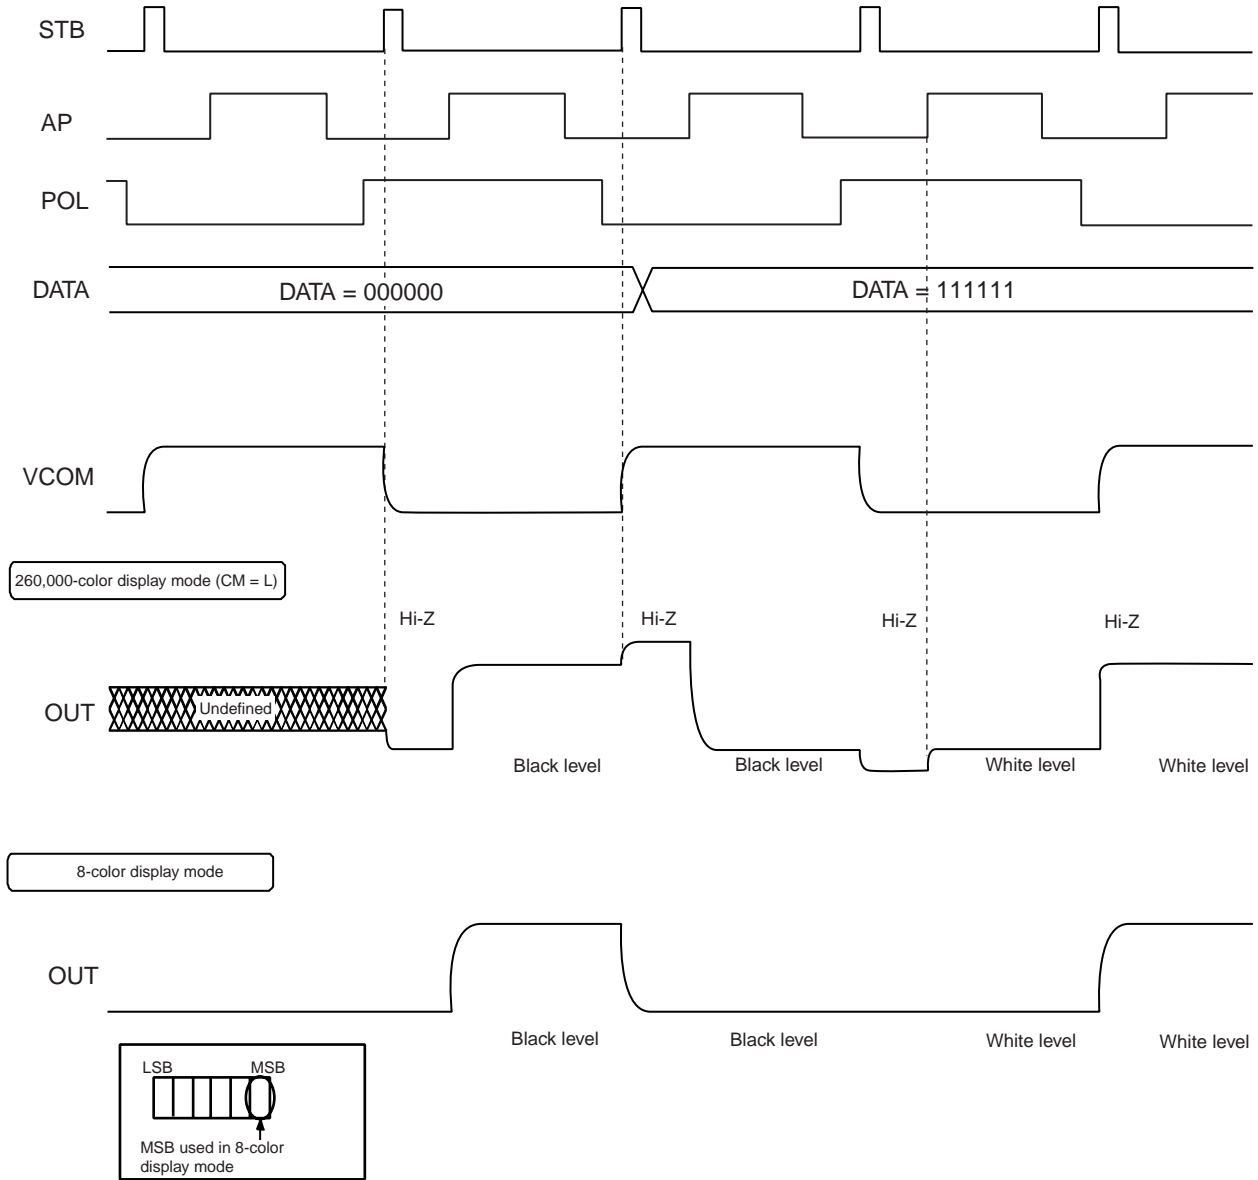 STB
AP
POL
DATA
DATA = 000000
DATA = 111111
VCOM
260,000-color display mode (CM = L)
Hi-Z
Hi-Z
Hi-Z
Hi-Z
OUT
Undefined
Black level
Black level
White level
White level
8-color display mode
OUT
Black level
Black level
White level
White level
LSB
MSB
MSB used in 8-color
display mode